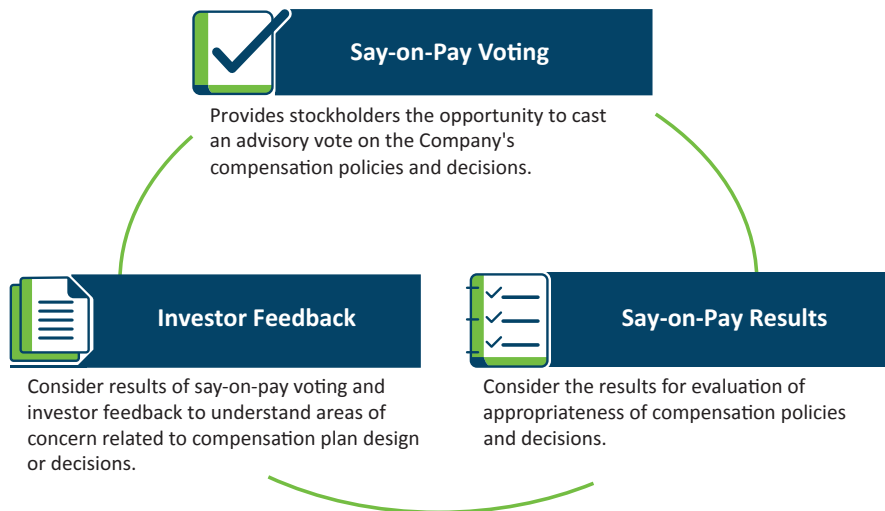 Say-on-Pay Voting
Provides stockholders the opportunity to cast
an advisory vote on the Company's
compensation policies and decisions.
Investor Feedback
Consider results of say-on-pay voting and
investor feedback to understand areas of
concern related to compensation plan design
or decisions.
Say-on-Pay Results
Consider the results for evaluation of
appropriateness of compensation policies
and decisions.